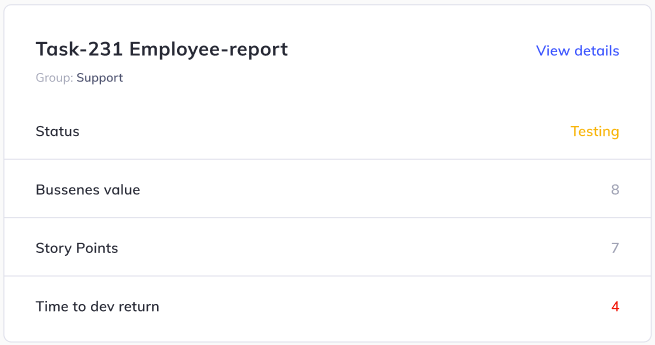 Task-231 Employee-report
View details
Group: Support
Status Testing
Bussenes value 8
Story Points 7
Time to dev return 4